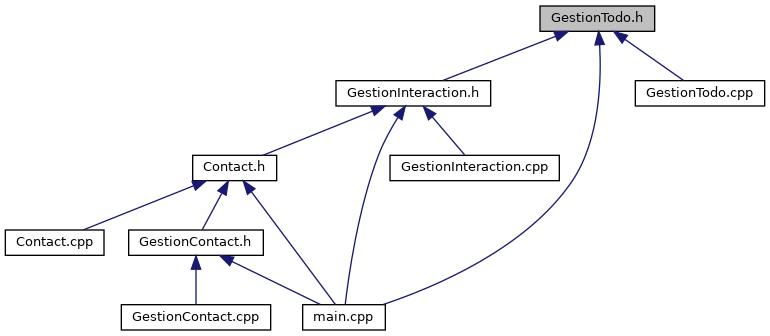 GestionTodo.h
GestionInteraction.h
GestionTodo.cpp
Contact.h
GestionInteraction.cpp
Contact.cpp
GestionContact.h
GestionContact.cpp
main.cpp